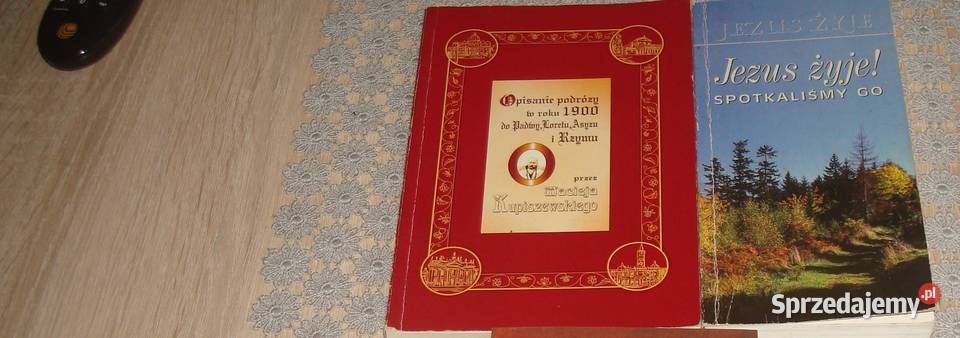 Opisanie podróży
w roku 1900
do Padwy, Loretu, Asyżu
i Rzymu
przez
Macieja
Kupiszewskiego
JEZUS ŻYJE
Jezus żyje!
SPOTKALIŚMY GO
Sprzedajemy.pl